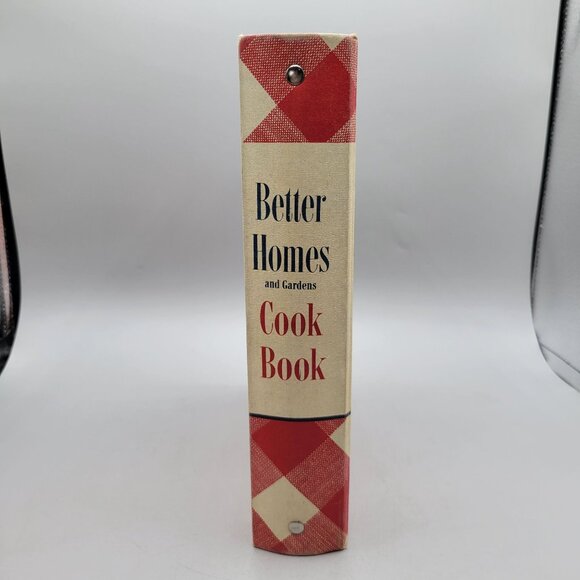 Better
Homes
and Gardens
Cook
Book